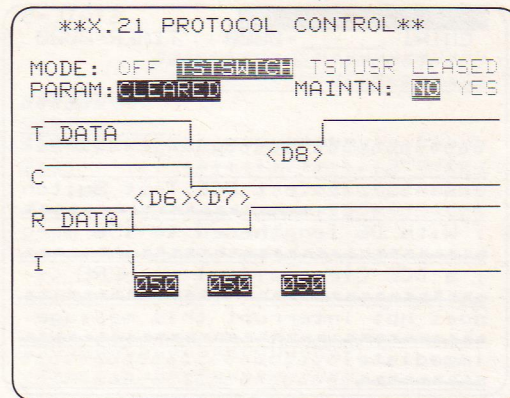 **X.21 PROTOCOL CONTROL**
MODE: OFF TSTSWTCH TSTUSR LEASED
PARAM:CLEARED MAINTN: NO YES
T DATA
<D8>
C
<D6><D7>
R DATA
I
050 050 050